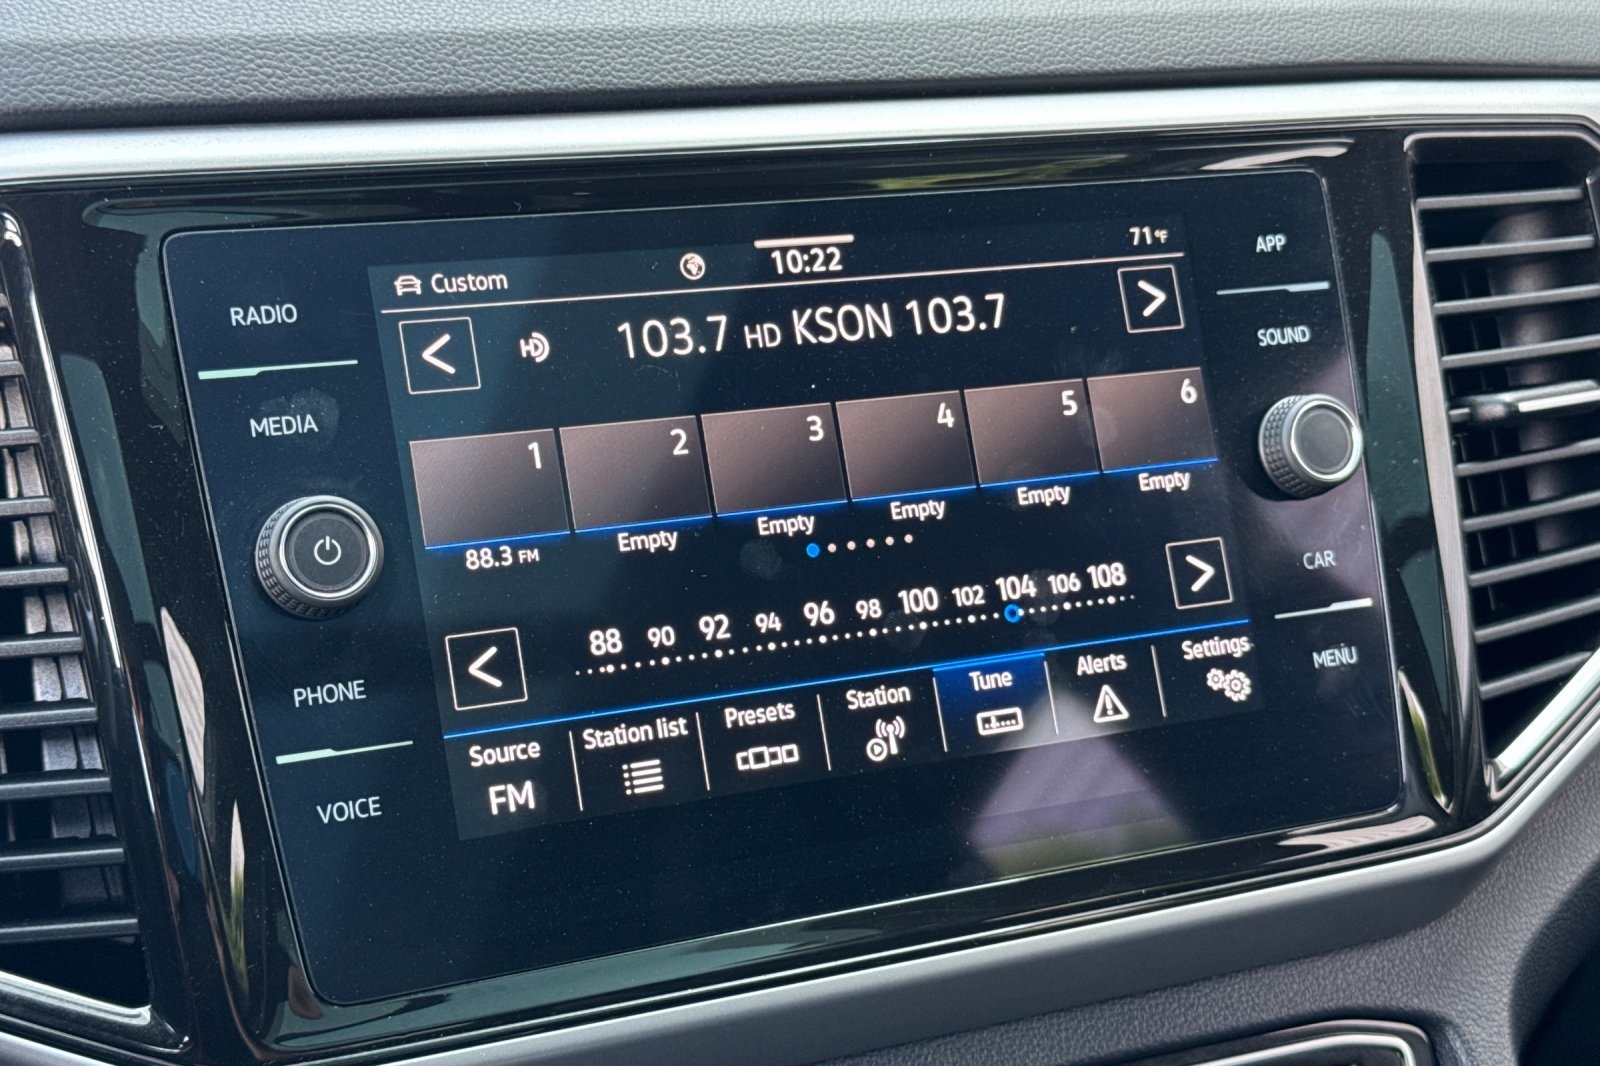 Custom
10:22
71°F
RADIO
MEDIA
PHONE
VOICE
HD
103.7 HD KSON 103.7
1
2
3
4
5
6
88.3 FM
Empty
Empty
Empty
Empty
Empty
88 90 92 94 96 98 100 102 104 106 108
Source
FM
Station list
Presets
Station
Tune
Alerts
Settings
APP
SOUND
CAR
MENU